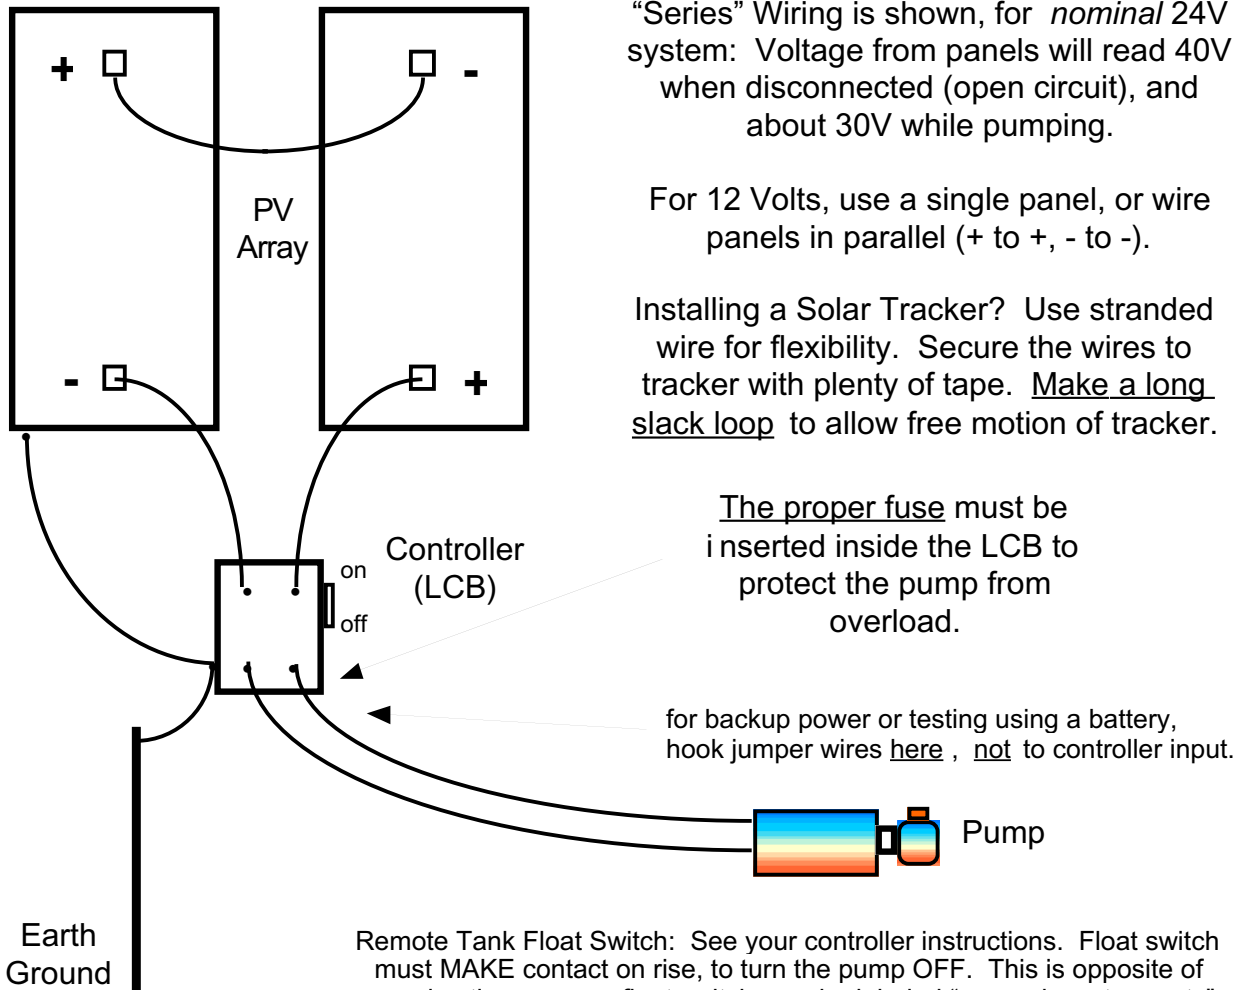 “Series” Wiring is shown, for nominal 24V
system: Voltage from panels will read 40V
when disconnected (open circuit), and
about 30V while pumping.
+
-
PV
Array
For 12 Volts, use a single panel, or wire
panels in parallel (+ to +, - to -).
Installing a Solar Tracker? Use stranded
wire for flexibility. Secure the wires to
tracker with plenty of tape. Make a long
slack loop to allow free motion of tracker.
-
+
The proper fuse must be
inserted inside the LCB to
protect the pump from
overload.
Controller
(LCB)
on
off
for backup power or testing using a battery,
hook jumper wires here , not to controller input.
Pump
Earth
Ground
Remote Tank Float Switch: See your controller instructions. Float switch
must MAKE contact on rise, to turn the pump OFF. This is opposite of